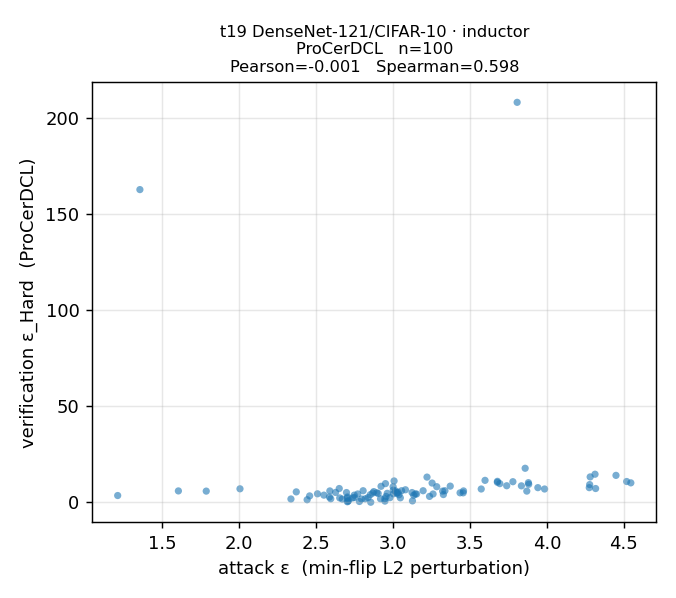 t19 DenseNet-121/CIFAR-10 · inductor
ProCerDCL   n=100
Pearson=-0.001   Spearman=0.598
200
150
100
50
0
verification ε_Hard  (ProCerDCL)
1.5 2.0 2.5 3.0 3.5 4.0 4.5
attack ε  (min-flip L2 perturbation)